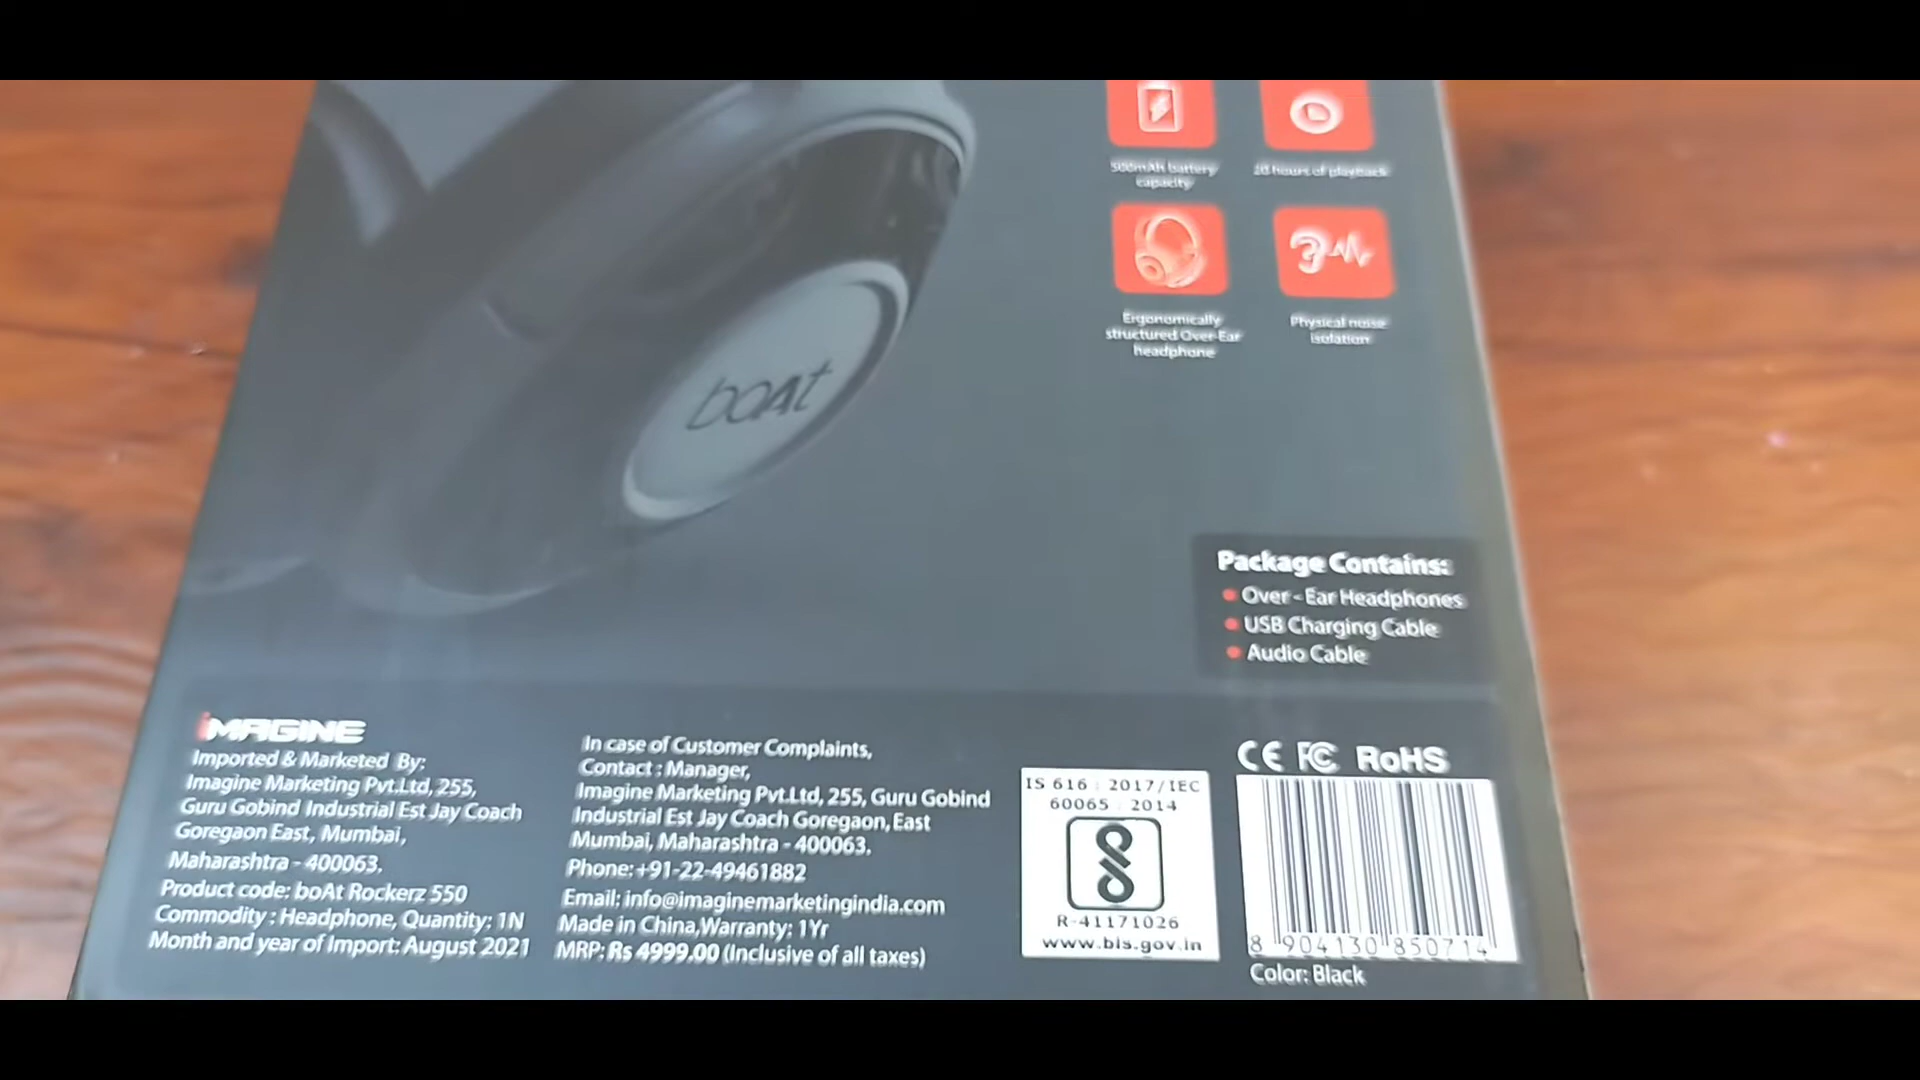 500mAh battery
capacity
20 hours of playback
Ergonomically
structured Over-Ear
headphone
Physical noise
isolation
boAt
Package Contains:
Over - Ear Headphones
USB Charging Cable
Audio Cable
iMAGINE
Imported & Marketed By:
Imagine Marketing Pvt.Ltd, 255,
Guru Gobind Industrial Est Jay Coach
Goregaon East, Mumbai,
Maharashtra - 400063.
Product code: boAt Rockerz 550
Commodity : Headphone, Quantity: 1N
Month and year of Import: August 2021
In case of Customer Complaints,
Contact : Manager,
Imagine Marketing Pvt.Ltd, 255, Guru Gobind
Industrial Est Jay Coach Goregaon, East
Mumbai, Maharashtra - 400063.
Phone: +91-22-49461882
Email: info@imaginemarketingindia.com
Made in China,Warranty: 1Yr
MRP: Rs 4999.00 (Inclusive of all taxes)
IS 616 : 2017/IEC
60065 : 2014
R-41171026
www.bis.gov.in
CE FC RoHS
8 904130 850714
Color: Black